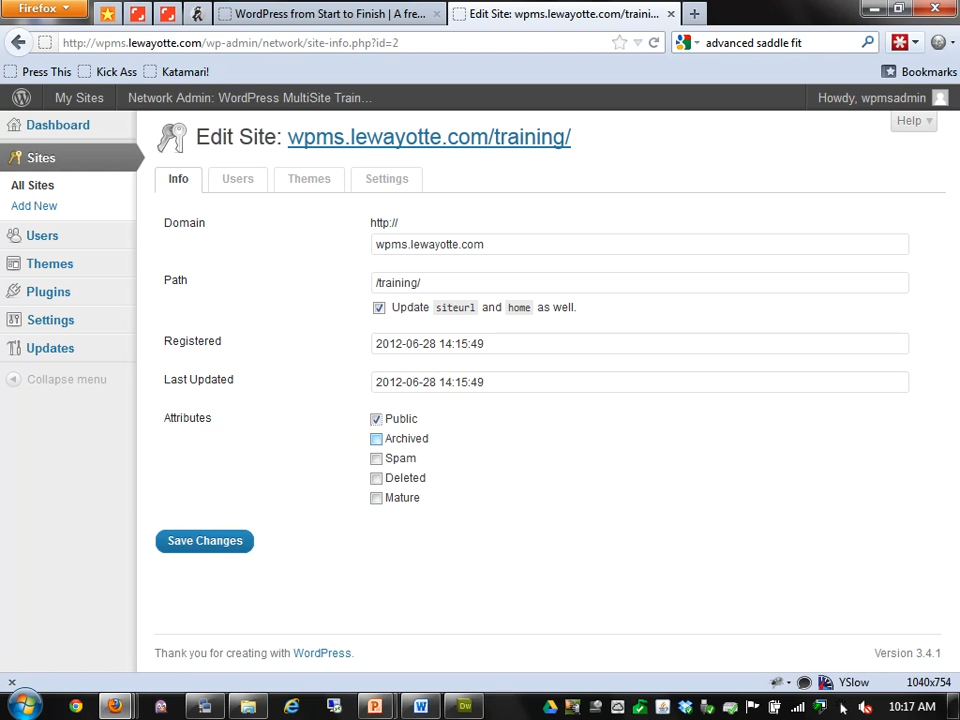 Firefox
WordPress from Start to Finish | A fre...
Edit Site: wpms.lewayotte.com/traini...
http://wpms.lewayotte.com/wp-admin/network/site-info.php?id=2
advanced saddle fit
Press This
Kick Ass
Katamari!
Bookmarks
My Sites
Network Admin: WordPress MultiSite Train...
Howdy, wpmsadmin
Dashboard
Sites
All Sites
Add New
Users
Themes
Plugins
Settings
Updates
Collapse menu
Help
Edit Site: wpms.lewayotte.com/training/
Info
Users
Themes
Settings
Domain
http://
wpms.lewayotte.com
Path
/training/
Update siteurl and home as well.
Registered
2012-06-28 14:15:49
Last Updated
2012-06-28 14:15:49
Attributes
Public
Archived
Spam
Deleted
Mature
Save Changes
Thank you for creating with WordPress.
Version 3.4.1
YSlow
1040x754
Dw
10:17 AM